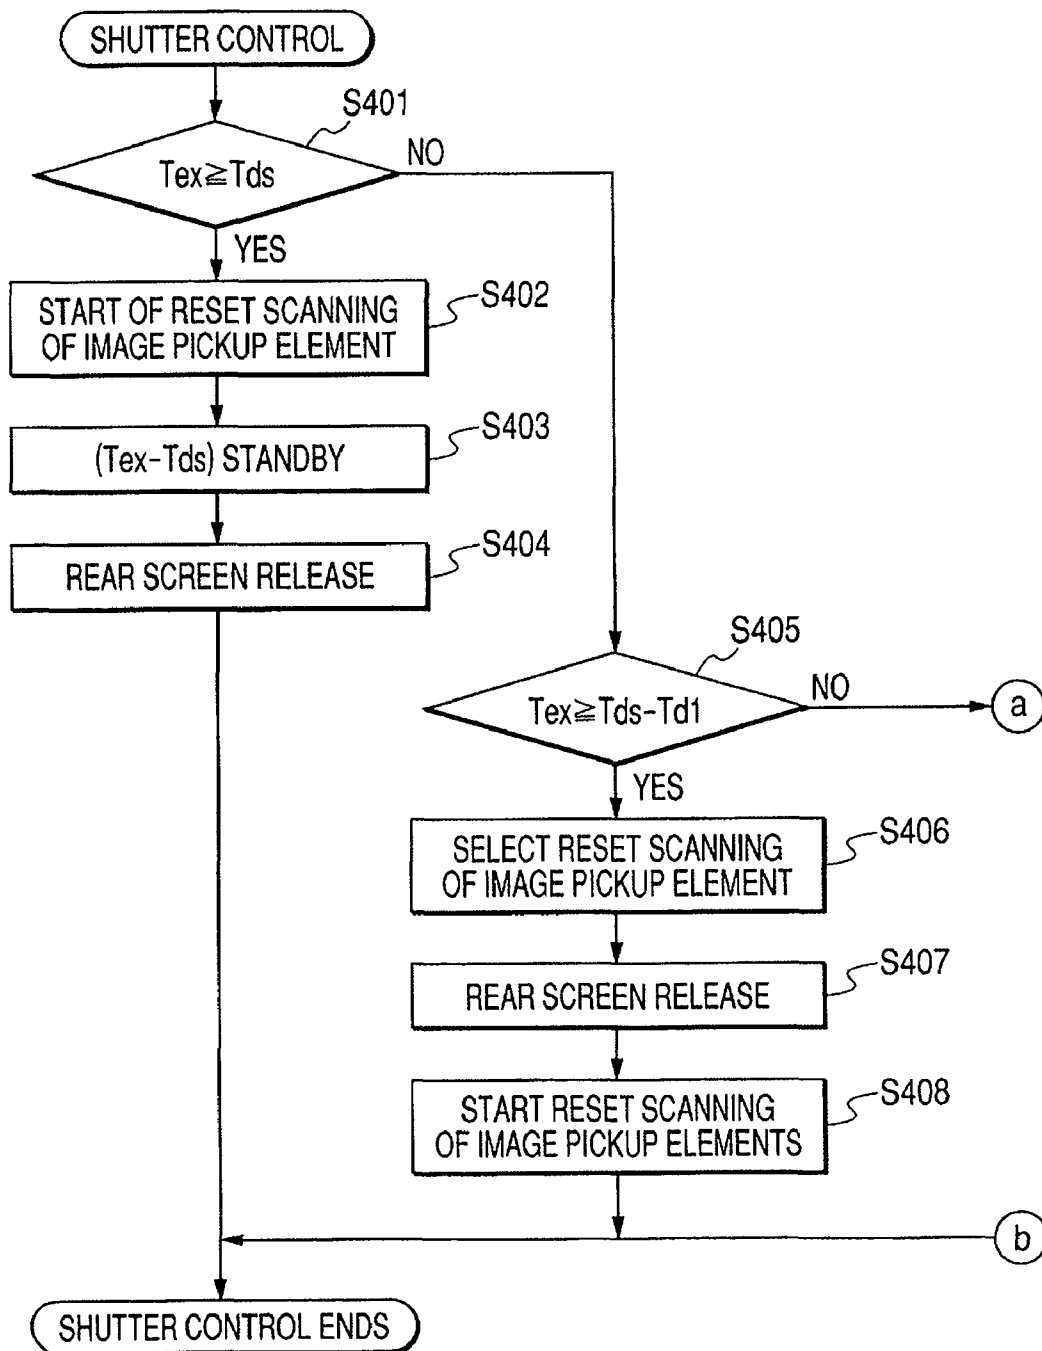 SHUTTER CONTROL
S401
Tex≧Tds
NO
YES
START OF RESET SCANNING
OF IMAGE PICKUP ELEMENT
S402
(Tex-Tds) STANDBY
S403
REAR SCREEN RELEASE
S404
S405
Tex≧Tds-Td1
NO
a
YES
SELECT RESET SCANNING
OF IMAGE PICKUP ELEMENT
S406
REAR SCREEN RELEASE
S407
START RESET SCANNING
OF IMAGE PICKUP ELEMENTS
S408
b
SHUTTER CONTROL ENDS